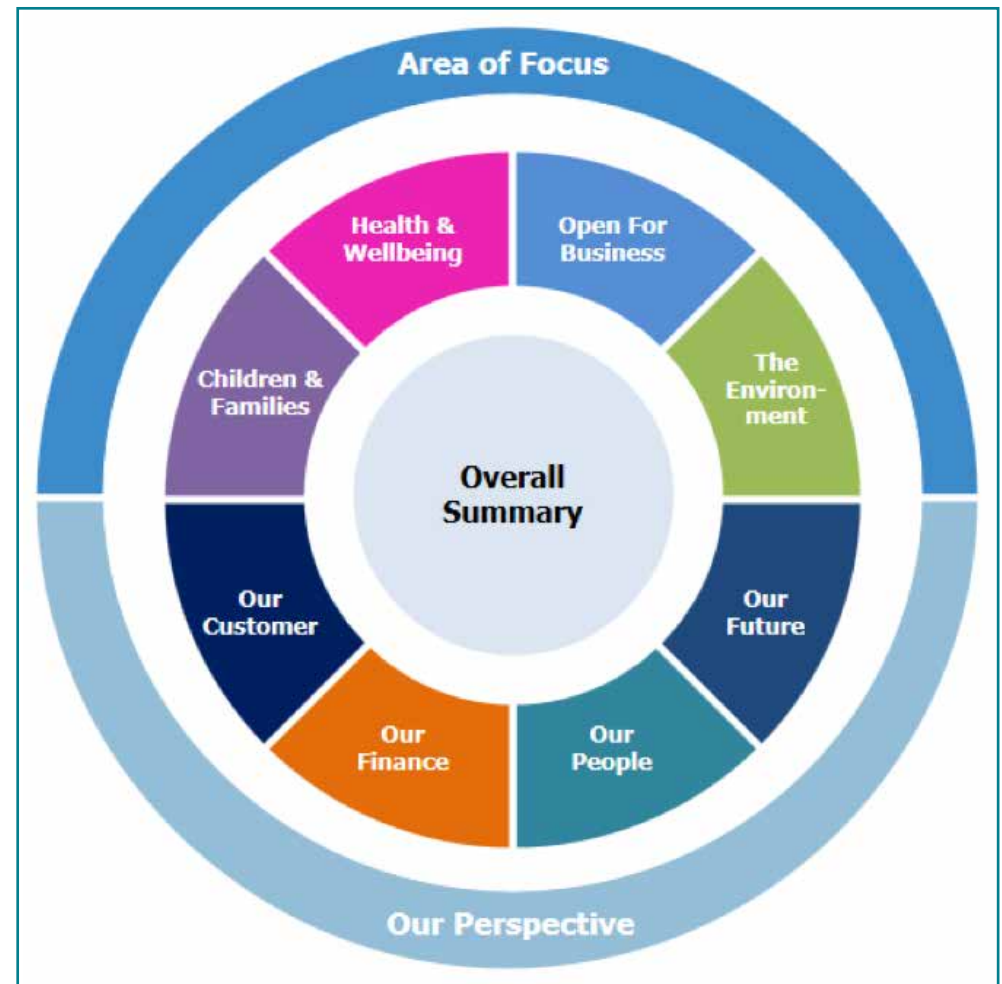 Area of Focus
Health &
Wellbeing
Open For
Business
Children &
Families
The
Environ-
ment
Overall
Summary
Our
Customer
Our
Future
Our
Finance
Our
People
Our Perspective